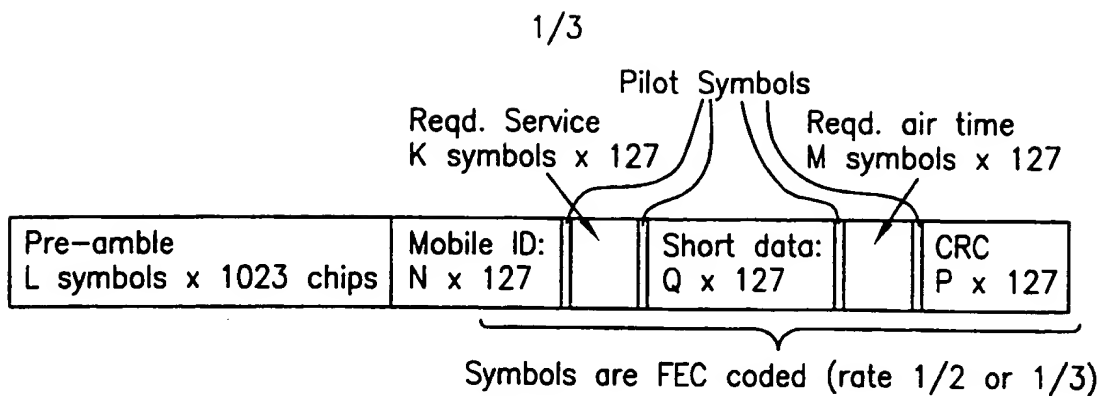 1/3
Pilot Symbols
Reqd. Service
K symbols x 127
Reqd. air time
M symbols x 127
Pre-amble
L symbols x 1023 chips
Mobile ID:
N x 127
Short data:
Q x 127
CRC
P x 127
Symbols are FEC coded (rate 1/2 or 1/3)